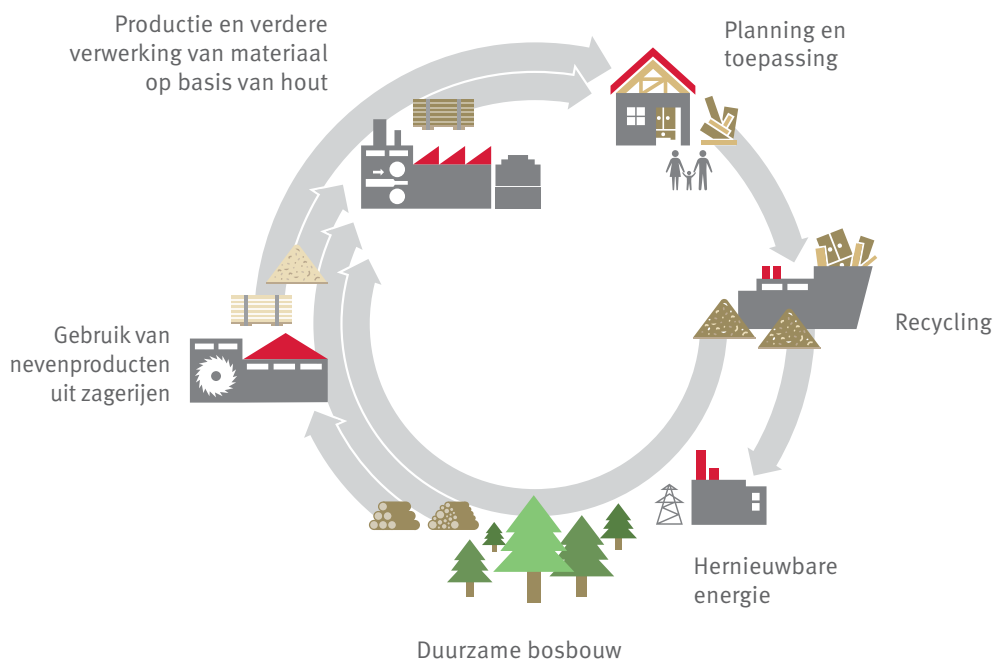 Productie en verdere
verwerking van materiaal
op basis van hout
Planning en
toepassing
Recycling
Gebruik van
nevenproducten
uit zagerijen
Hernieuwbare
energie
Duurzame bosbouw